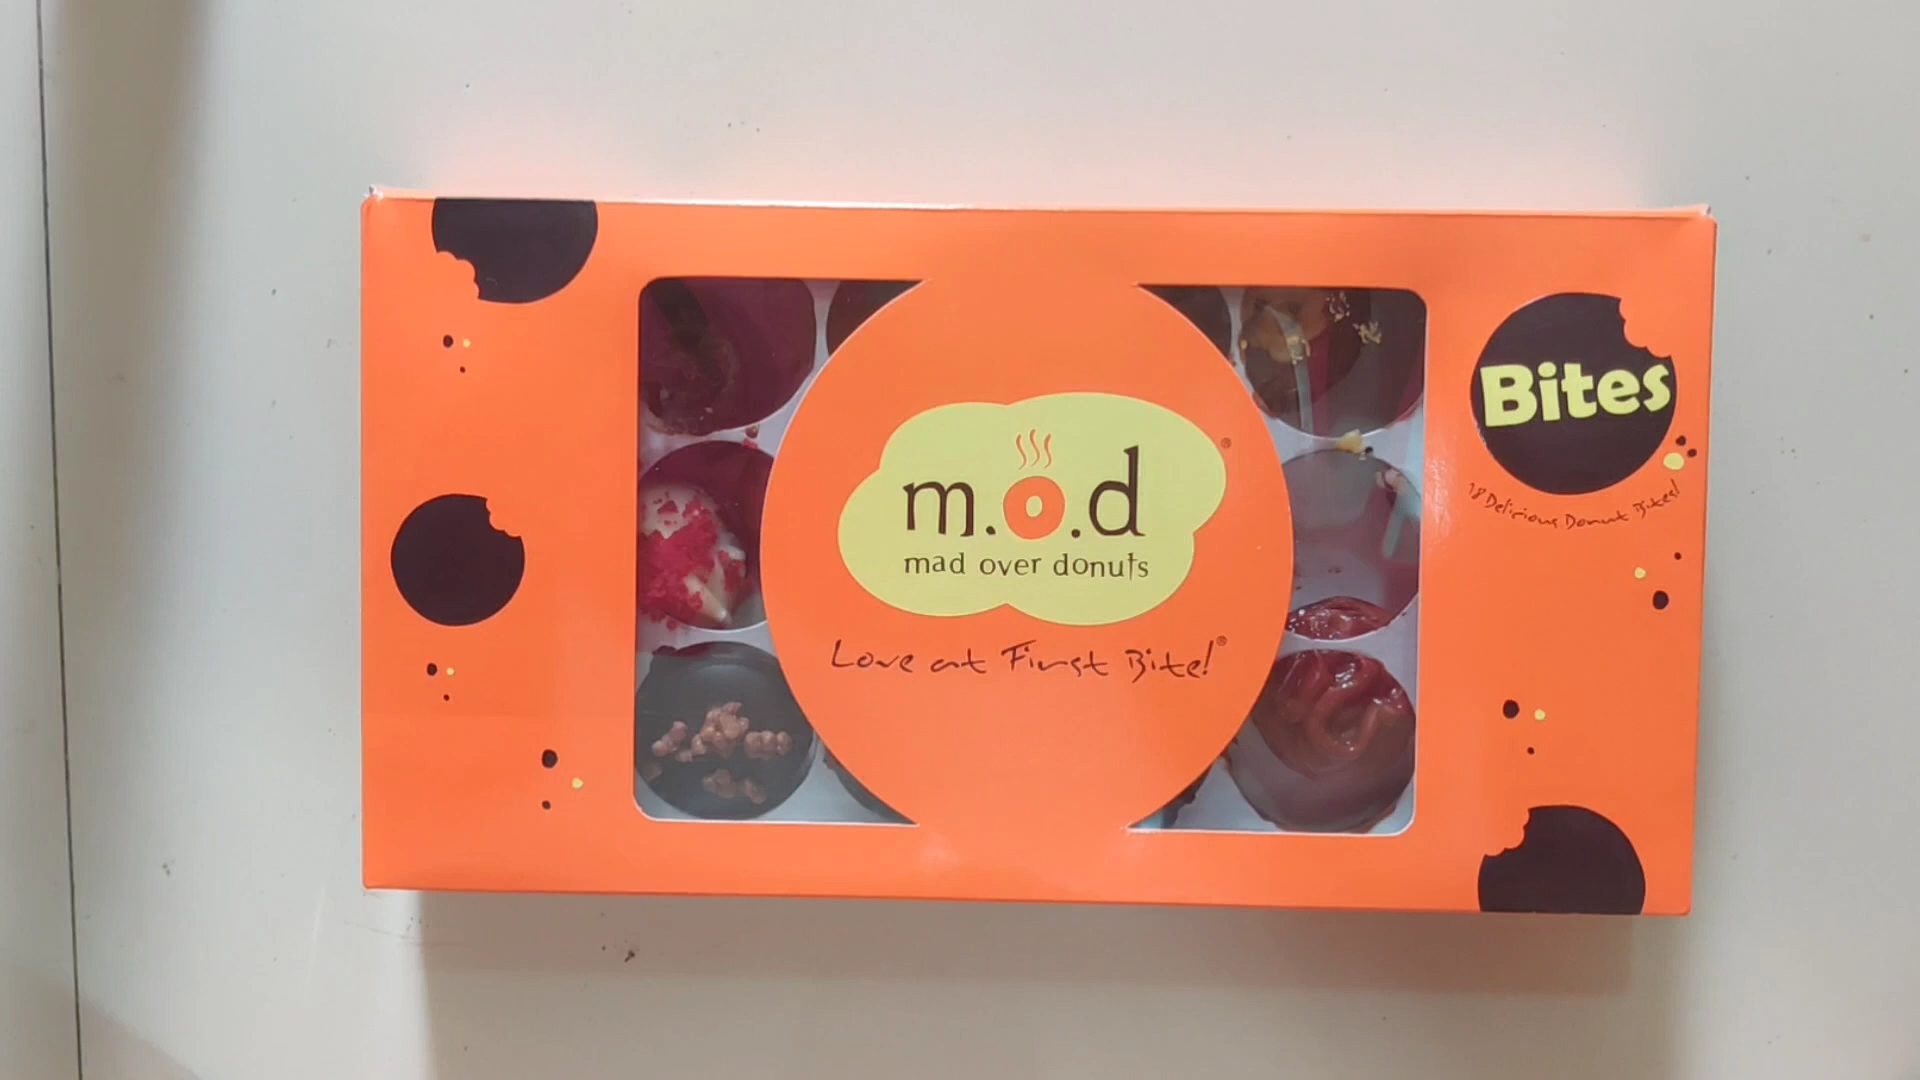 m.o.d®
mad over donuts
Love at First Bite!®
Bites
18 Delicious Donut Bites!